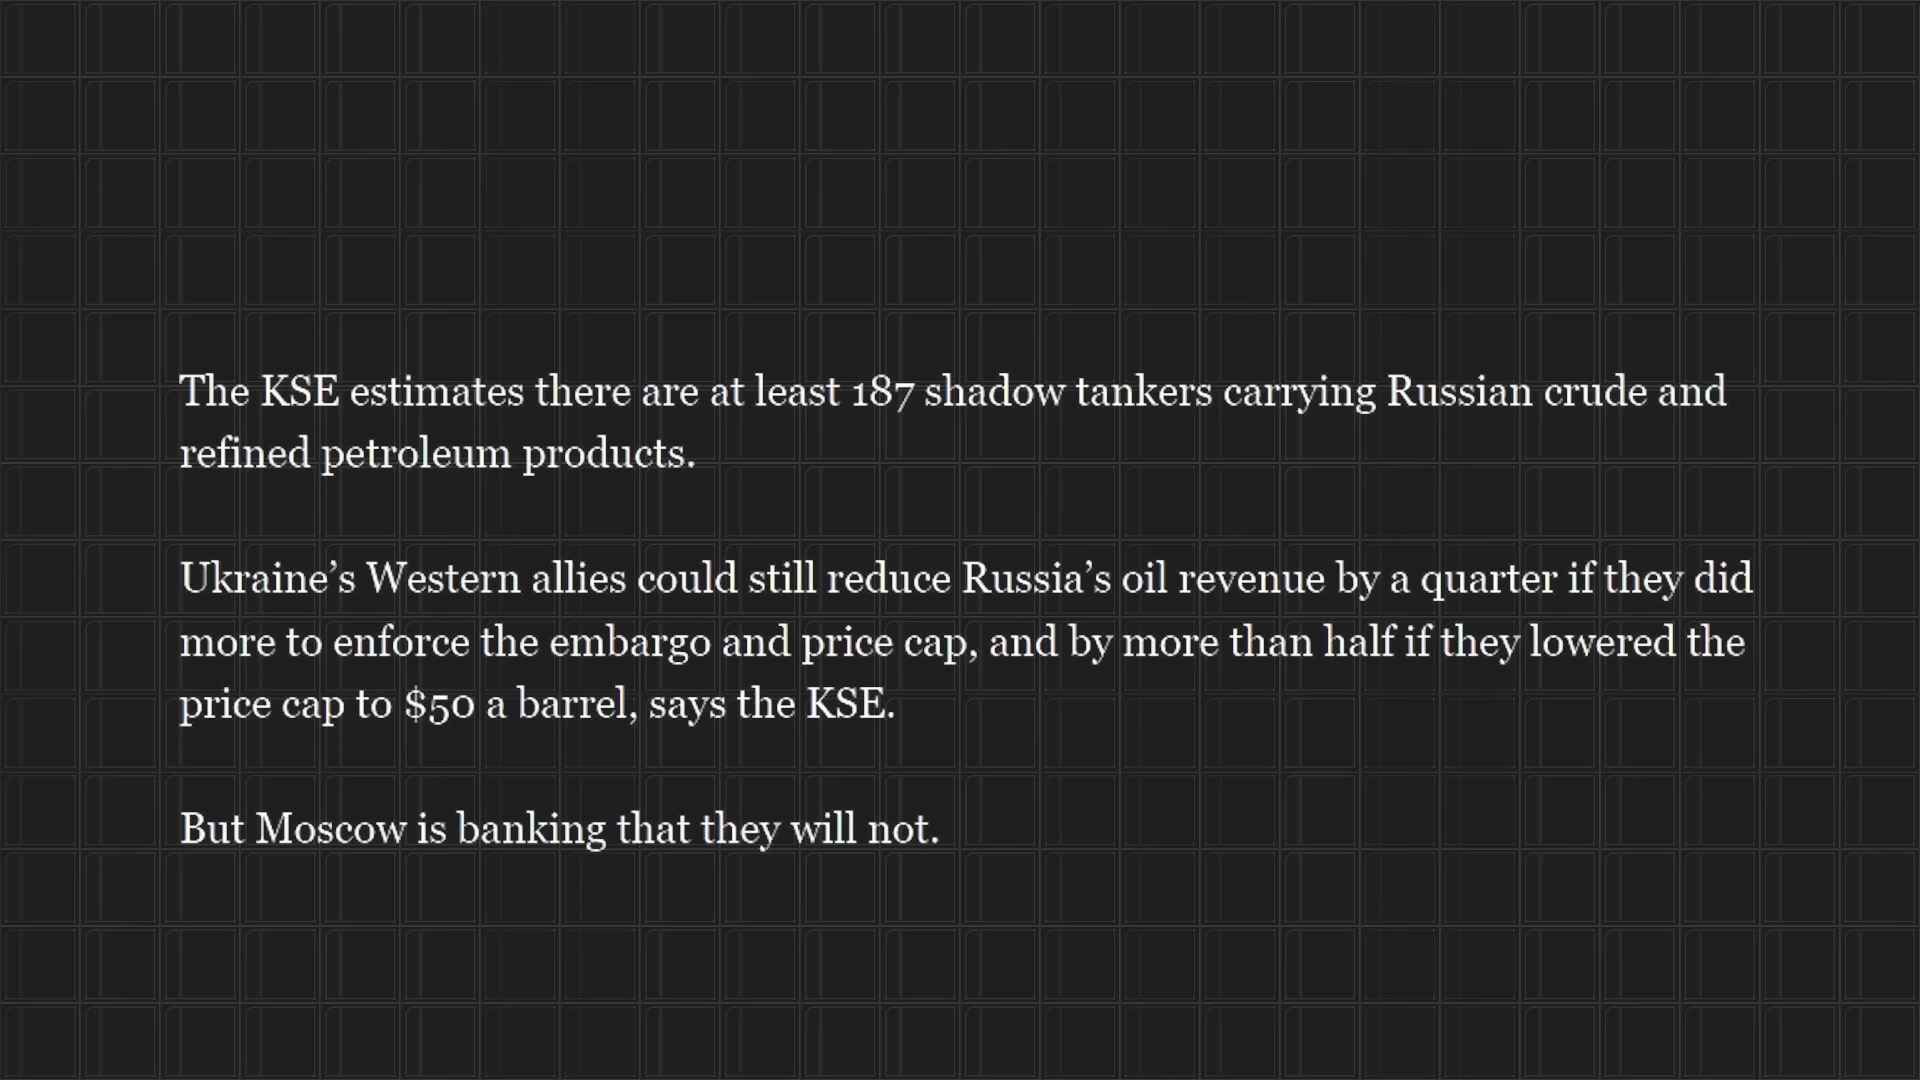 The KSE estimates there are at least 187 shadow tankers carrying Russian crude and
refined petroleum products.
Ukraine’s Western allies could still reduce Russia’s oil revenue by a quarter if they did
more to enforce the embargo and price cap, and by more than half if they lowered the
price cap to $50 a barrel, says the KSE.
But Moscow is banking that they will not.